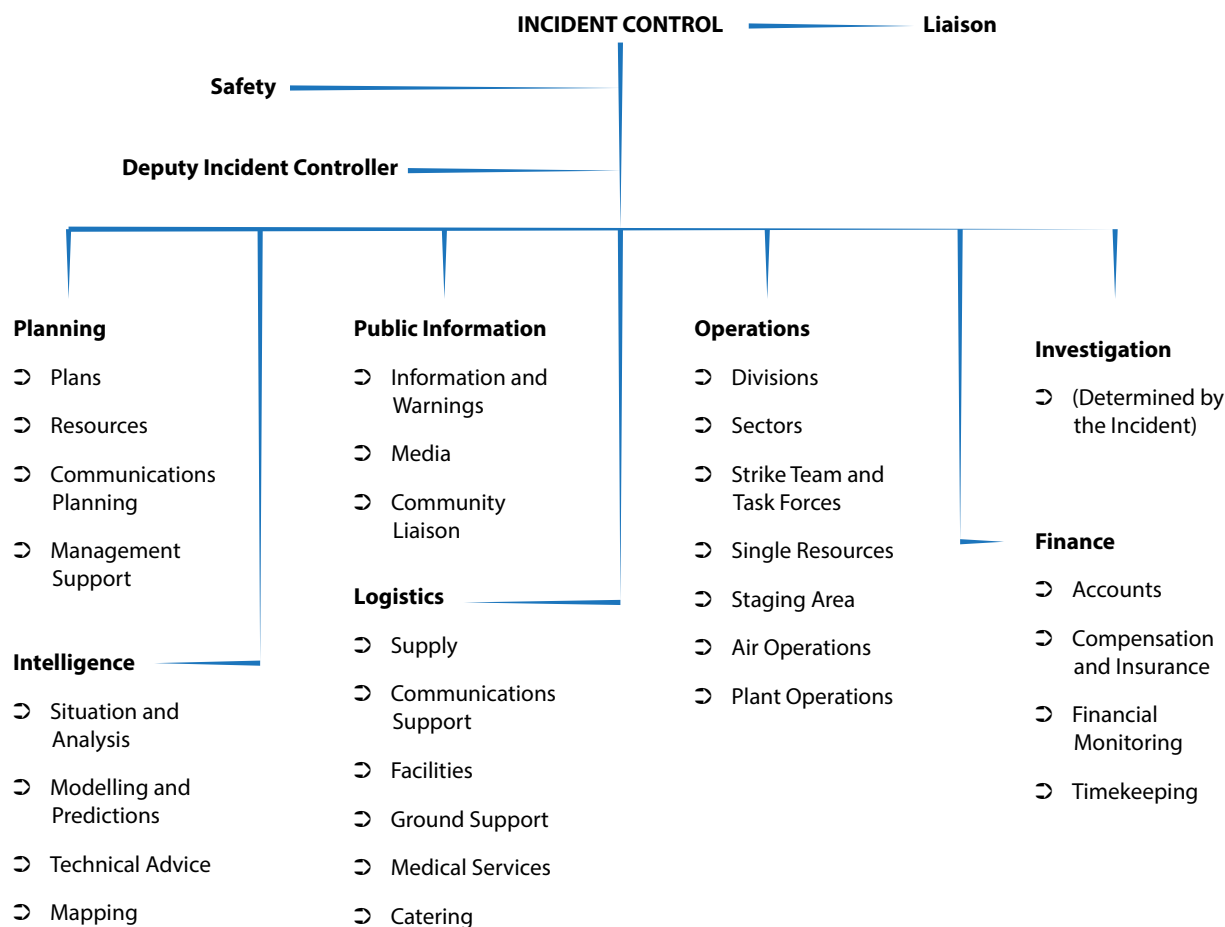 INCIDENT CONTROL
Liaison
Safety
Deputy Incident Controller
Planning
➲ Plans
➲ Resources
➲ Communications
Planning
➲ Management
Support
Intelligence
➲ Situation and
Analysis
➲ Modelling and
Predictions
➲ Technical Advice
➲ Mapping
Public Information
➲ Information and
Warnings
➲ Media
➲ Community
Liaison
Logistics
➲ Supply
➲ Communications
Support
➲ Facilities
➲ Ground Support
➲ Medical Services
➲ Catering
Operations
➲ Divisions
➲ Sectors
➲ Strike Team and
Task Forces
➲ Single Resources
➲ Staging Area
➲ Air Operations
➲ Plant Operations
Investigation
➲ (Determined by
the Incident)
Finance
➲ Accounts
➲ Compensation
and Insurance
➲ Financial
Monitoring
➲ Timekeeping